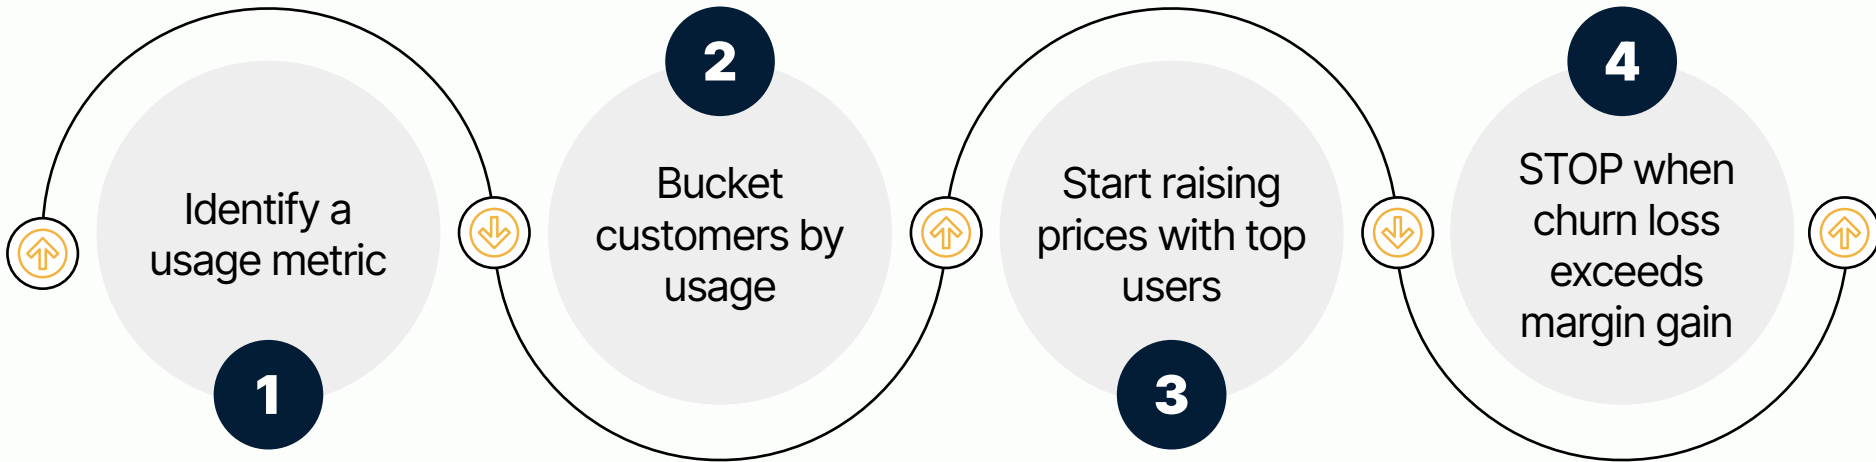 1
Identify a
usage metric
2
Bucket
customers by
usage
3
Start raising
prices with top
users
4
STOP when
churn loss
exceeds
margin gain